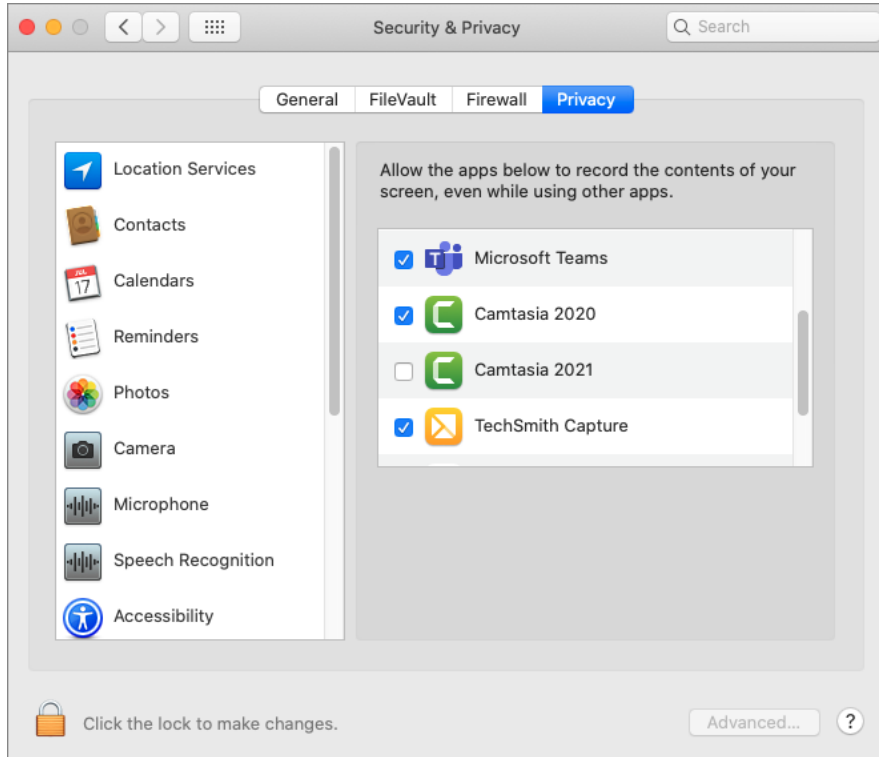 Security & Privacy
Search
General
FileVault
Firewall
Privacy
Location Services
Contacts
JUL
17
Calendars
Reminders
Photos
Camera
Microphone
Speech Recognition
Accessibility
Allow the apps below to record the contents of your
screen, even while using other apps.
T
Microsoft Teams
Camtasia 2020
Camtasia 2021
TechSmith Capture
Click the lock to make changes.
Advanced...
?